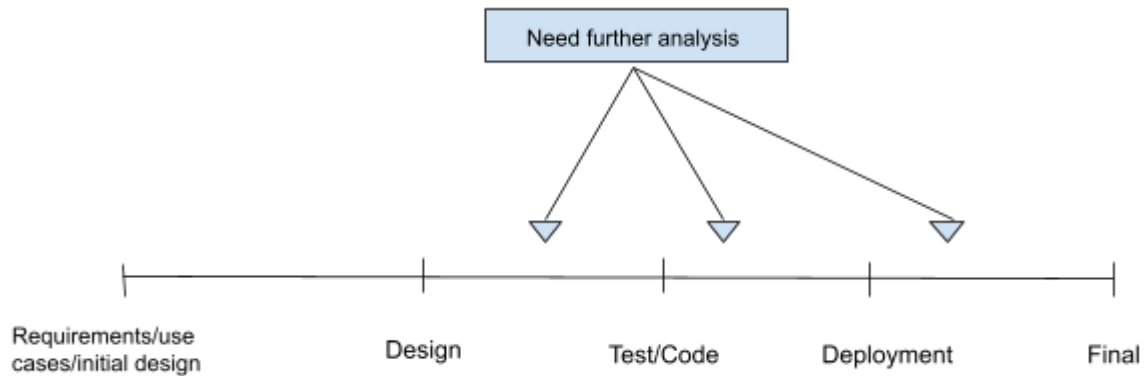 Need further analysis
Requirements/use
cases/initial design
Design
Test/Code
Deployment
Final